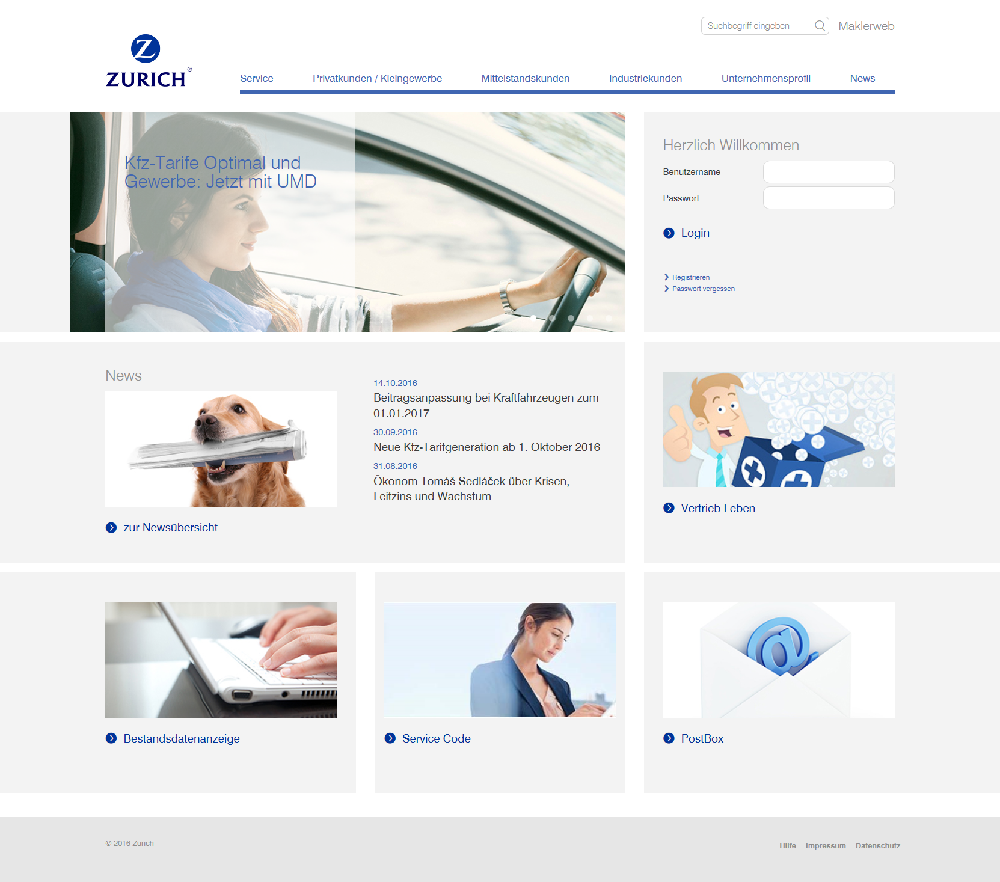 Suchbegriff eingeben
Maklerweb
Z
ZURICH®
Service
Privatkunden / Kleingewerbe
Mittelstandskunden
Industriekunden
Unternehmensprofil
News
Kfz-Tarife Optimal und
Gewerbe: Jetzt mit UMD
Herzlich Willkommen
Benutzername
Passwort
Login
Registrieren
Passwort vergessen
News
14.10.2016
Beitragsanpassung bei Kraftfahrzeugen zum
01.01.2017
30.09.2016
Neue Kfz-Tarifgeneration ab 1. Oktober 2016
31.08.2016
Ökonom Tomáš Sedláček über Krisen,
Leitzins und Wachstum
zur Newsübersicht
Vertrieb Leben
@
Bestandsdatenanzeige
Service Code
PostBox
© 2016 Zurich
HIlfe
Impressum
Datenschutz